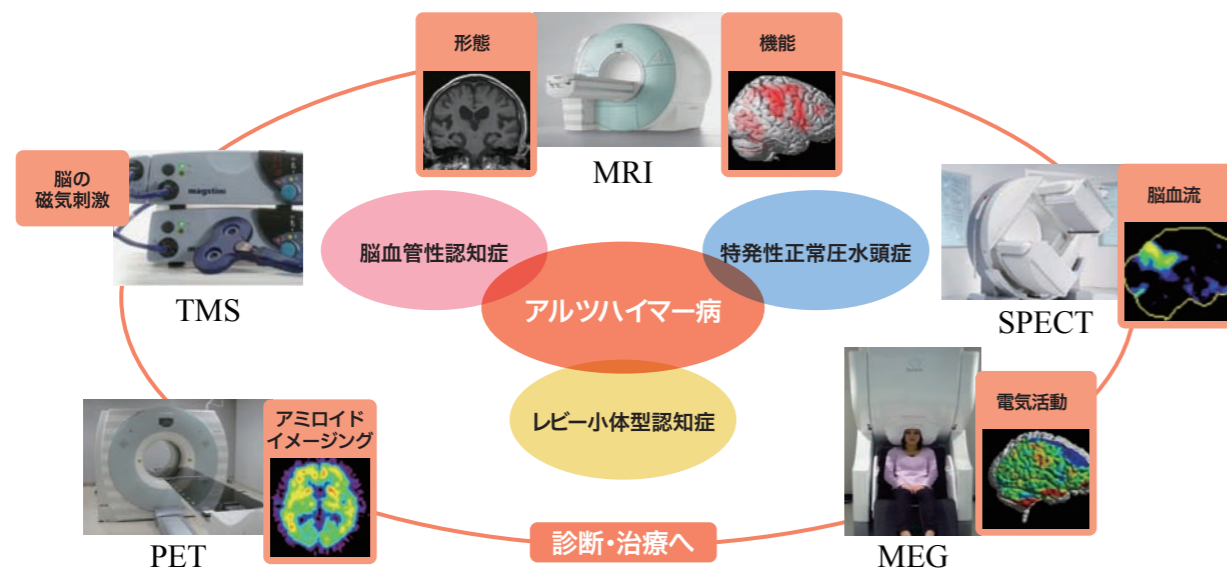 形態
機能
MRI
脳の
磁気刺激
magstim
TMS
脳血管性認知症
特発性正常圧水頭症
アルツハイマー病
レビー小体型認知症
脳血流
SPECT
電気活動
MEG
アミロイド
イメージング
PET
診断・治療へ